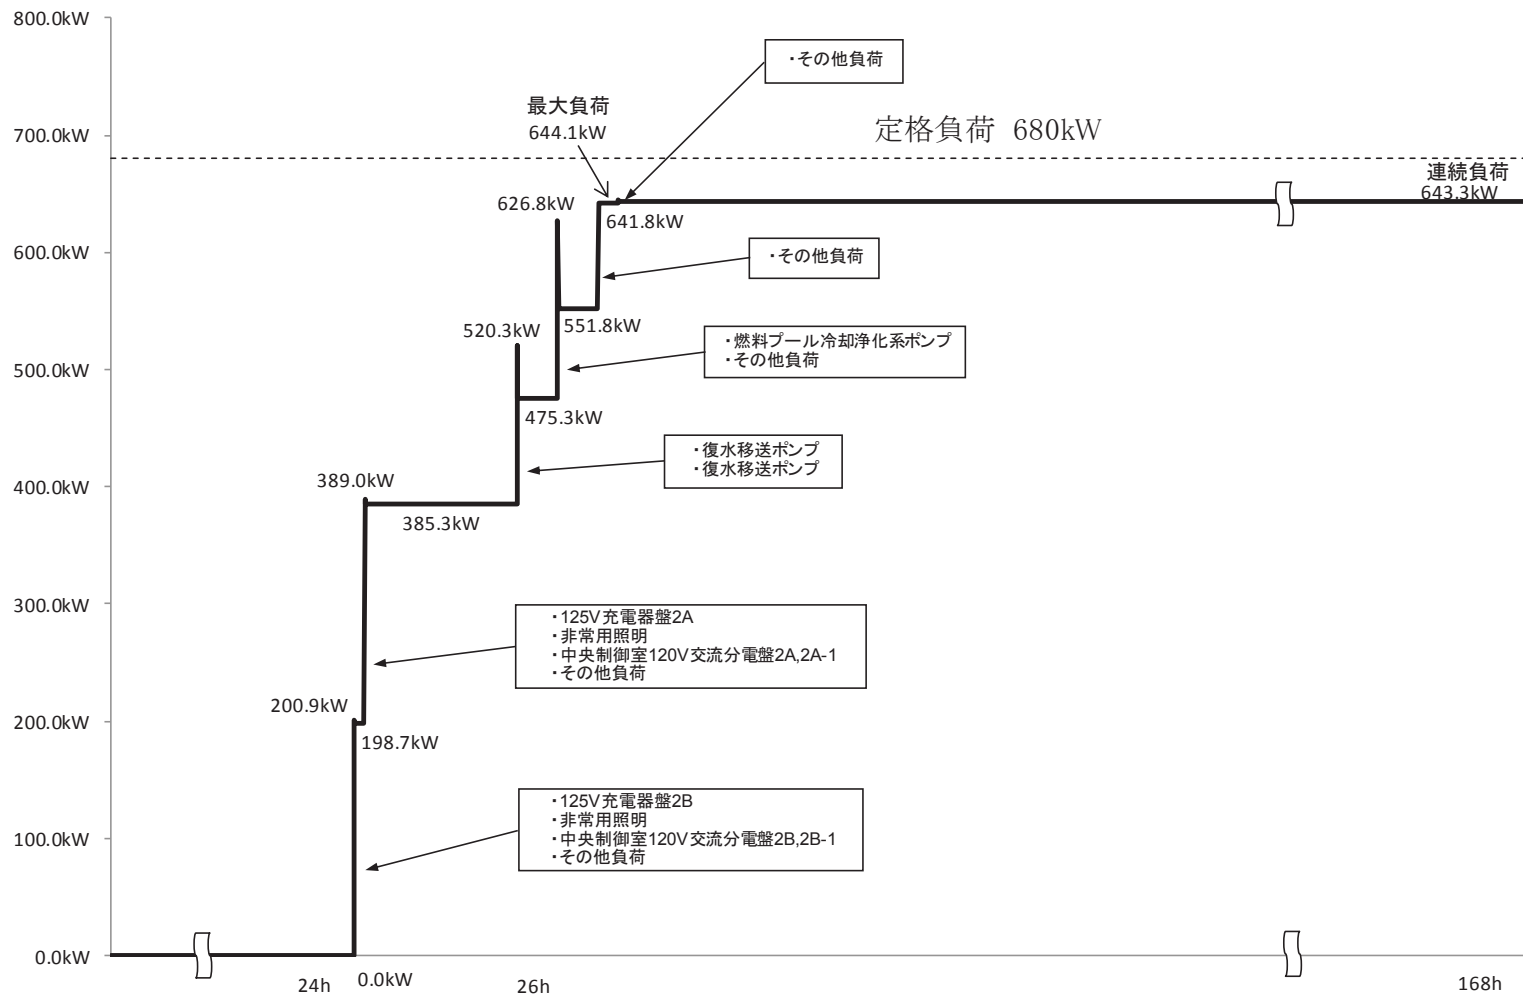 800.0kW
・その他負荷
最大負荷
644.1kW
定格負荷 680kW
700.0kW
連続負荷
643.3kW
626.8kW
641.8kW
600.0kW
・その他負荷
551.8kW
520.3kW
・燃料プール冷却浄化系ポンプ
・その他負荷
500.0kW
475.3kW
・復水移送ポンプ
・復水移送ポンプ
400.0kW
389.0kW
385.3kW
300.0kW
・125V充電器盤2A
・非常用照明
・中央制御室120V交流分電盤2A,2A-1
・その他負荷
200.0kW
200.9kW
198.7kW
・125V充電器盤2B
・非常用照明
・中央制御室120V交流分電盤2B,2B-1
・その他負荷
100.0kW
0.0kW
24h
0.0kW
26h
168h